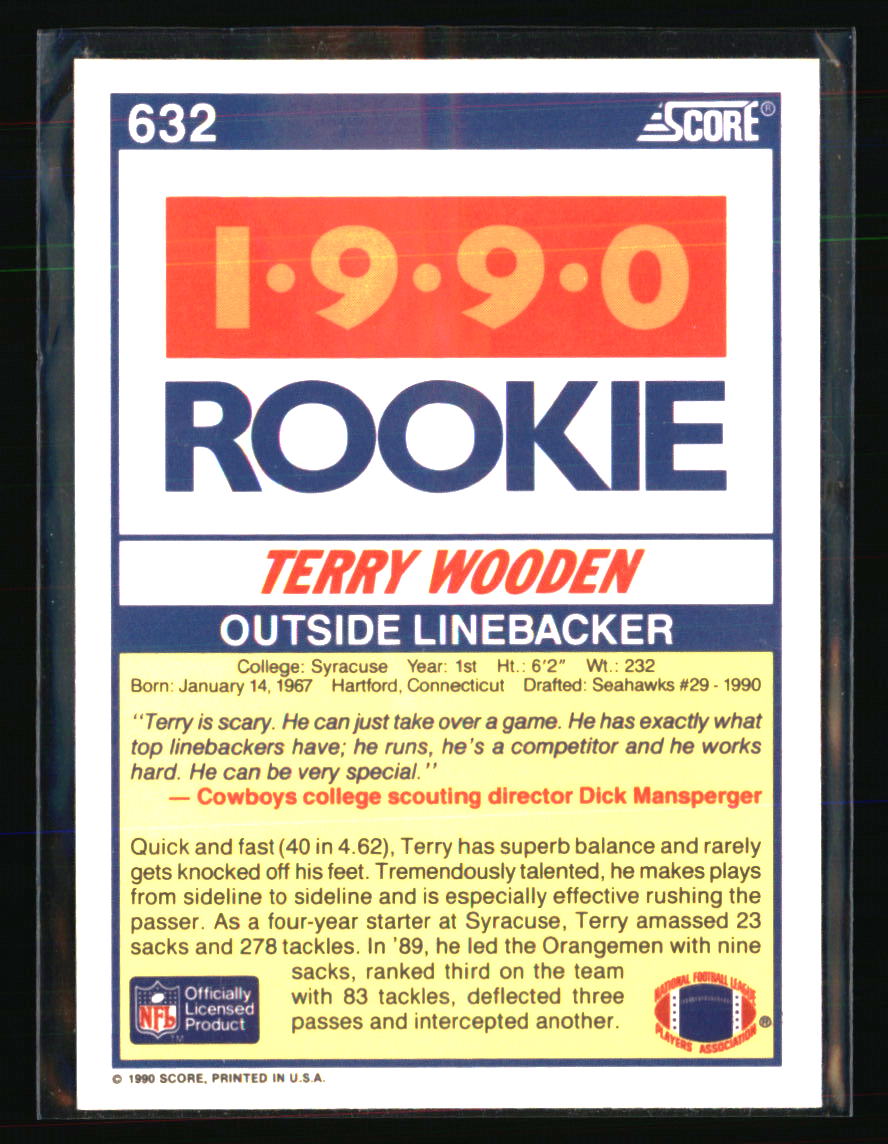 632
SCORE®
1·9·9·0
ROOKIE
TERRY WOODEN
OUTSIDE LINEBACKER
College: Syracuse Year: 1st Ht.: 6'2" Wt.: 232
Born: January 14, 1967 Hartford, Connecticut Drafted: Seahawks #29 - 1990
"Terry is scary. He can just take over a game. He has exactly what
top linebackers have; he runs, he's a competitor and he works
hard. He can be very special."
— Cowboys college scouting director Dick Mansperger
Quick and fast (40 in 4.62), Terry has superb balance and rarely
gets knocked off his feet. Tremendously talented, he makes plays
from sideline to sideline and is especially effective rushing the
passer. As a four-year starter at Syracuse, Terry amassed 23
sacks and 278 tackles. In '89, he led the Orangemen with nine
sacks, ranked third on the team
with 83 tackles, deflected three
passes and intercepted another.
NFL
Officially
Licensed
Product
TM
NATIONAL FOOTBALL LEAGUE
PLAYERS ASSOCIATION
®
© 1990 SCORE, PRINTED IN U.S.A.